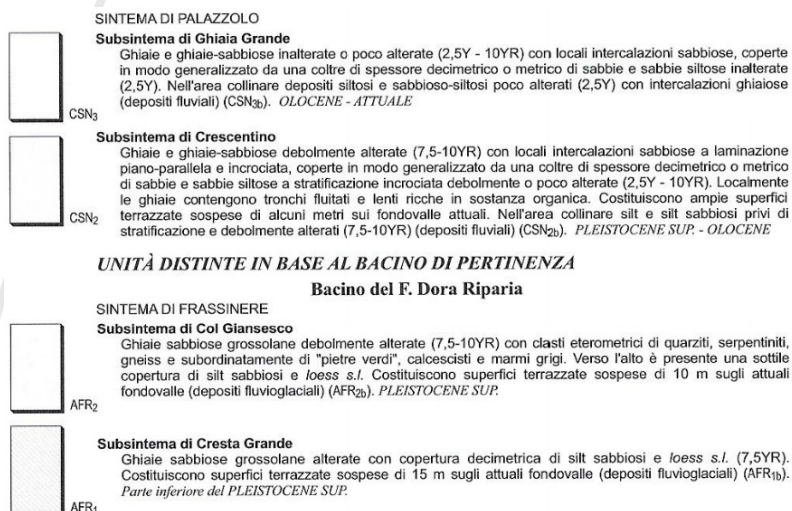 SINTEMA DI PALAZZOLO
Subsintema di Ghiaia Grande
Ghiaie e ghiaie-sabbiose inalterate o poco alterate (2,5Y - 10YR) con locali intercalazioni sabbiose, coperte
in modo generalizzato da una coltre di spessore decimetrico o metrico di sabbie e sabbie siltose inalterate
(2,5Y). Nell'area collinare depositi siltosi e sabbioso-siltosi poco alterati (2,5Y) con intercalazioni ghiaiose
(depositi fluviali) (CSN3b). OLOCENE - ATTUALE
CSN3
Subsintema di Crescentino
Ghiaie e ghiaie-sabbiose debolmente alterate (7,5-10YR) con locali intercalazioni sabbiose a laminazione
piano-parallela e incrociata, coperte in modo generalizzato da una coltre di spessore decimetrico o metrico
di sabbie e sabbie siltose a stratificazione incrociata debolmente o poco alterate (2,5Y - 10YR). Localmente
le ghiaie contengono tronchi fluitati e lenti ricche in sostanza organica. Costituiscono ampie superfici
terrazzate sospese di alcuni metri sui fondovalle attuali. Nell'area collinare silt e silt sabbiosi privi di
stratificazione e debolmente alterati (7,5-10YR) (depositi fluviali) (CSN2b). PLEISTOCENE SUP. - OLOCENE
CSN2
UNITÀ DISTINTE IN BASE AL BACINO DI PERTINENZA
Bacino del F. Dora Riparia
SINTEMA DI FRASSINERE
Subsintema di Col Giansesco
Ghiaie sabbiose grossolane debolmente alterate (7,5-10YR) con clasti eterometrici di quarziti, serpentiniti,
gneiss e subordinatamente di "pietre verdi", calcescisti e marmi grigi. Verso l'alto è presente una sottile
copertura di silt sabbiosi e loess s.l. Costituiscono superfici terrazzate sospese di 10 m sugli attuali
fondovalle (depositi fluvioglaciali) (AFR2b). PLEISTOCENE SUP.
AFR2
Subsintema di Cresta Grande
Ghiaie sabbiose grossolane alterate con copertura decimetrica di silt sabbiosi e loess s.l. (7,5YR).
Costituiscono superfici terrazzate sospese di 15 m sugli attuali fondovalle (depositi fluvioglaciali) (AFR1b).
Parte inferiore del PLEISTOCENE SUP.
AFR1